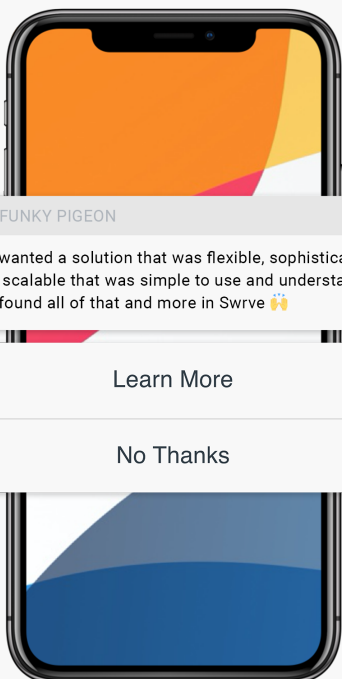 FUNKY PIGEON
wanted a solution that was flexible, sophistica
scalable that was simple to use and understa
found all of that and more in Swrve 🙌
Learn More
No Thanks